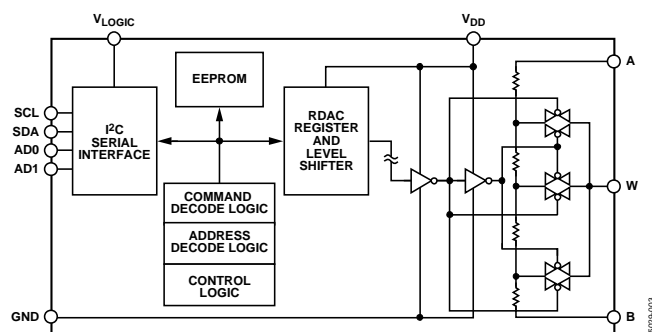 VLOGIC
VDD
A
EEPROM
SCL
SDA
AD0
AD1
I2C
SERIAL
INTERFACE
RDAC
REGISTER
AND
LEVEL
SHIFTER
W
COMMAND
DECODE LOGIC
ADDRESS
DECODE LOGIC
CONTROL
LOGIC
GND
B